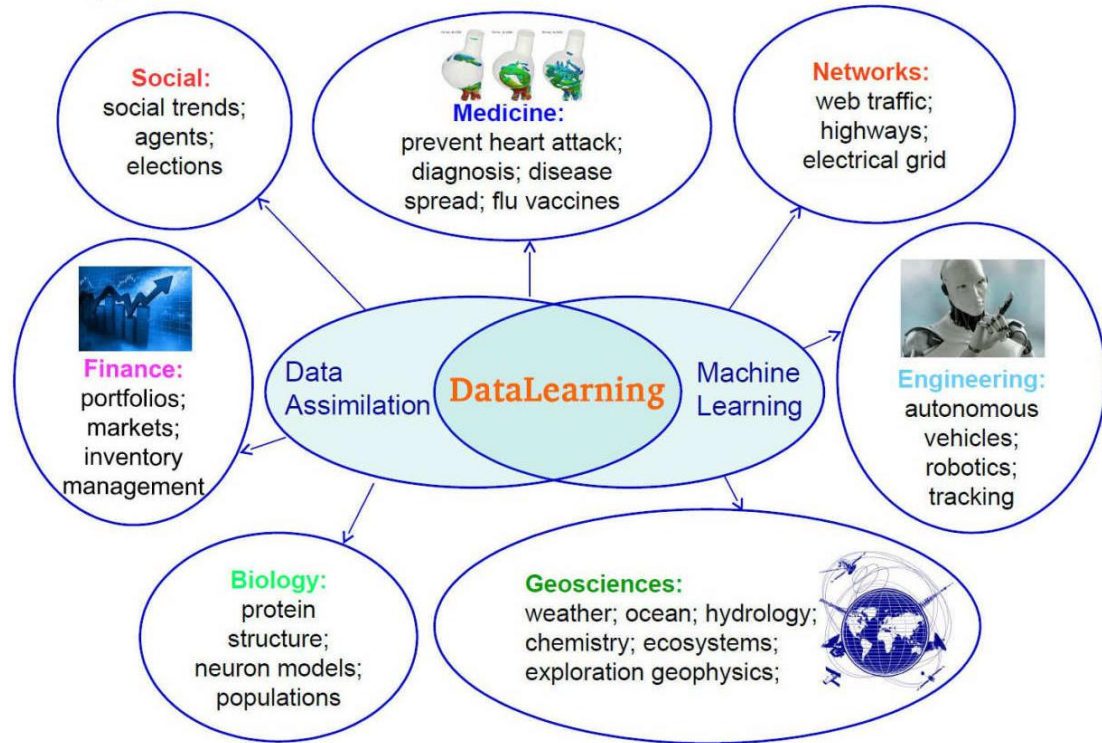 Social:
social trends;
agents;
elections
Medicine:
prevent heart attack;
diagnosis; disease
spread; flu vaccines
Networks:
web traffic;
highways;
electrical grid
Finance:
portfolios;
markets;
inventory
management
Data
Assimilation
DataLearning
Machine
Learning
Engineering:
autonomous
vehicles;
robotics;
tracking
Biology:
protein
structure;
neuron models;
populations
Geosciences:
weather; ocean; hydrology;
chemistry; ecosystems;
exploration geophysics;